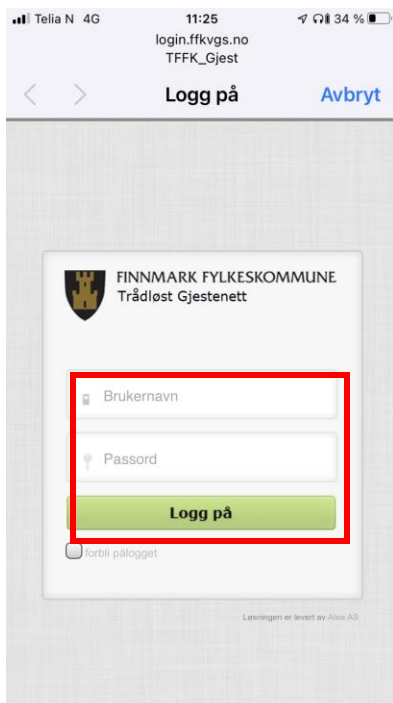 Telia N 4G 11:25 34 %
login.ffkvgs.no
TFFK_Gjest
Logg på Avbryt
FINNMARK FYLKESKOMMUNE
Trådløst Gjestenett
Brukernavn
Passord
Logg på
forbli pålogget
Løsningen er levert av Alea AS